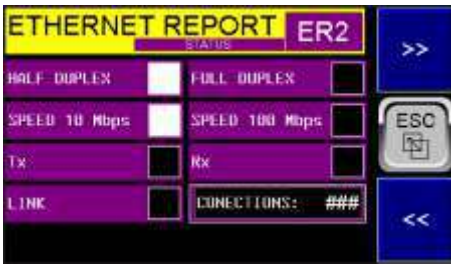 ETHERNET REPORT ER2
STATUS
>>
HALF DUPLEX FULL DUPLEX
SPEED 10 Mbps SPEED 100 Mbps
ESC
Tx Rx
LINK CONECTIONS: ###
<<